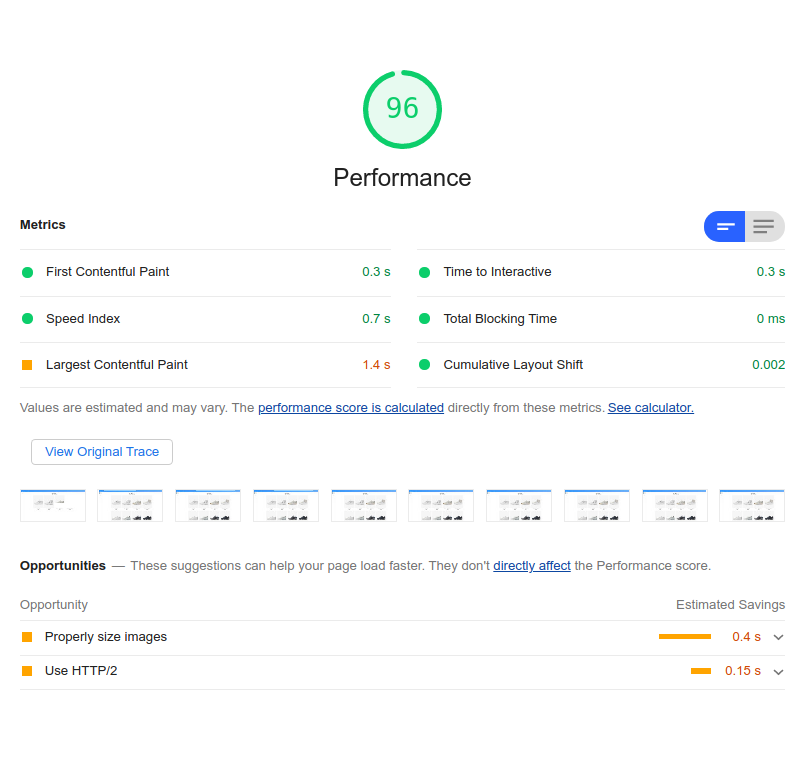 96
Performance
Metrics
First Contentful Paint 0.3 s
Time to Interactive 0.3 s
Speed Index 0.7 s
Total Blocking Time 0 ms
Largest Contentful Paint 1.4 s
Cumulative Layout Shift 0.002
Values are estimated and may vary. The performance score is calculated directly from these metrics. See calculator.
View Original Trace
Opportunities — These suggestions can help your page load faster. They don't directly affect the Performance score.
Opportunity Estimated Savings
Properly size images 0.4 s
Use HTTP/2 0.15 s